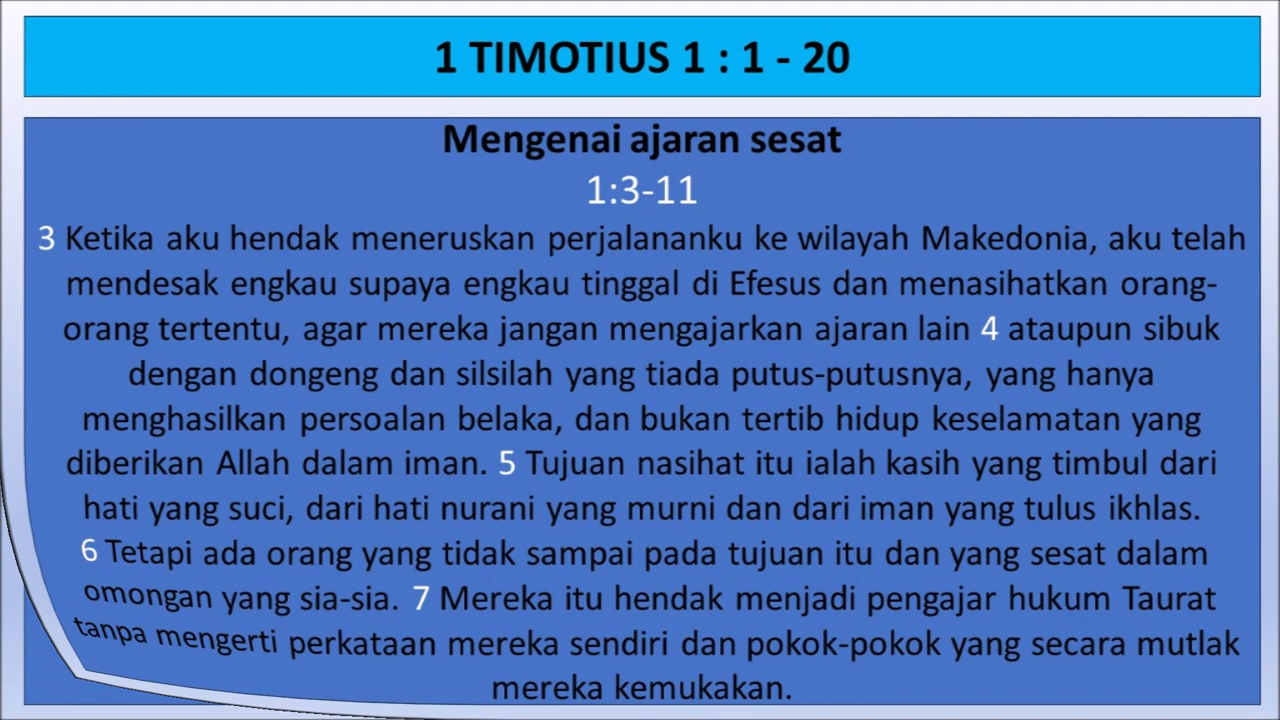 1 TIMOTIUS 1 : 1 - 20
Mengenai ajaran sesat
1:3-11
3 Ketika aku hendak meneruskan perjalananku ke wilayah Makedonia, aku telah
mendesak engkau supaya engkau tinggal di Efesus dan menasihatkan orang-
orang tertentu, agar mereka jangan mengajarkan ajaran lain 4 ataupun sibuk
dengan dongeng dan silsilah yang tiada putus-putusnya, yang hanya
menghasilkan persoalan belaka, dan bukan tertib hidup keselamatan yang
diberikan Allah dalam iman. 5 Tujuan nasihat itu ialah kasih yang timbul dari
hati yang suci, dari hati nurani yang murni dan dari iman yang tulus ikhlas.
6 Tetapi ada orang yang tidak sampai pada tujuan itu dan yang sesat dalam
omongan yang sia-sia. 7 Mereka itu hendak menjadi pengajar hukum Taurat
tanpa mengerti perkataan mereka sendiri dan pokok-pokok yang secara mutlak
mereka kemukakan.